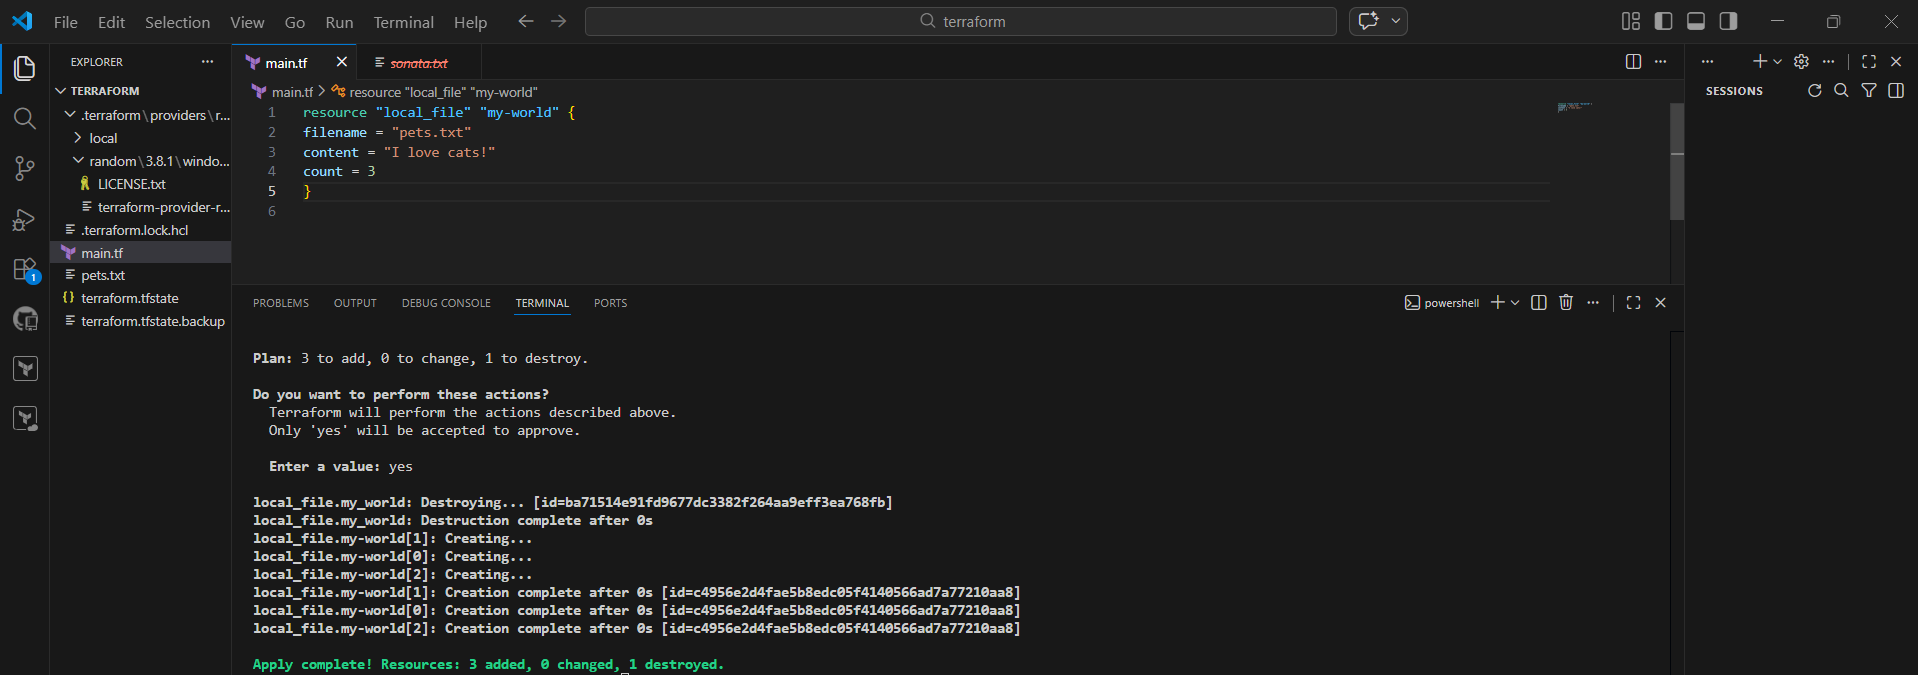 File Edit Selection View Go Run Terminal Help
terraform
EXPLORER
TERRAFORM
.terraform\providers\r...
local
random\3.8.1\windo...
LICENSE.txt
terraform-provider-r...
.terraform.lock.hcl
main.tf
pets.txt
terraform.tfstate
terraform.tfstate.backup
1
main.tf
sonata.txt
main.tf > resource "local_file" "my-world"
1 resource "local_file" "my-world" {
2 filename = "pets.txt"
3 content = "I love cats!"
4 count = 3
5 }
6
SESSIONS
PROBLEMS OUTPUT DEBUG CONSOLE TERMINAL PORTS
powershell
Plan: 3 to add, 0 to change, 1 to destroy.
Do you want to perform these actions?
Terraform will perform the actions described above.
Only 'yes' will be accepted to approve.
Enter a value: yes
local_file.my_world: Destroying... [id=ba71514e91fd9677dc3382f264aa9eff3ea768fb]
local_file.my_world: Destruction complete after 0s
local_file.my-world[1]: Creating...
local_file.my-world[0]: Creating...
local_file.my-world[2]: Creating...
local_file.my-world[1]: Creation complete after 0s [id=c4956e2d4fae5b8edc05f4140566ad7a77210aa8]
local_file.my-world[0]: Creation complete after 0s [id=c4956e2d4fae5b8edc05f4140566ad7a77210aa8]
local_file.my-world[2]: Creation complete after 0s [id=c4956e2d4fae5b8edc05f4140566ad7a77210aa8]
Apply complete! Resources: 3 added, 0 changed, 1 destroyed.